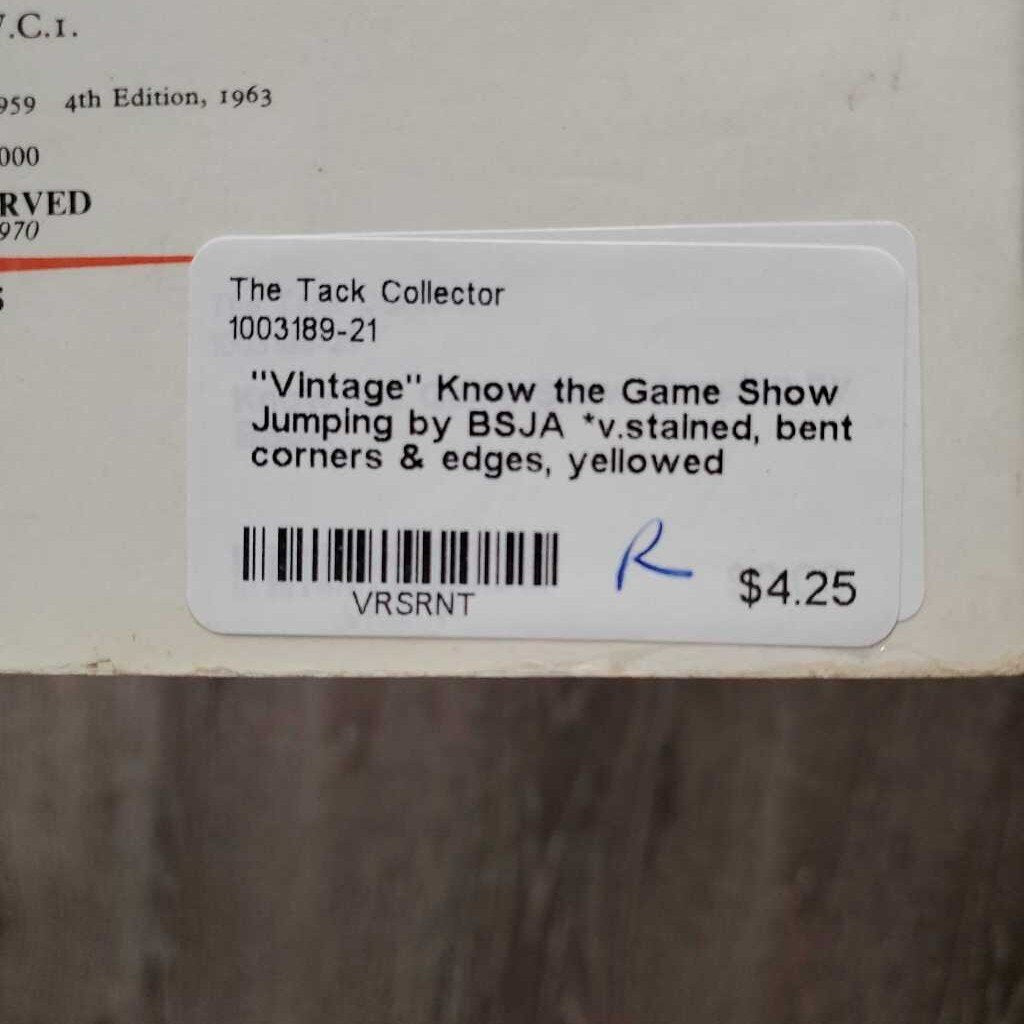 .C.1.
959 4th Edition, 1963
000
RVED
970
The Tack Collector
1003189-21
"Vintage" Know the Game Show
Jumping by BSJA *v.stained, bent
corners & edges, yellowed
R
$4.25
VRSRNT